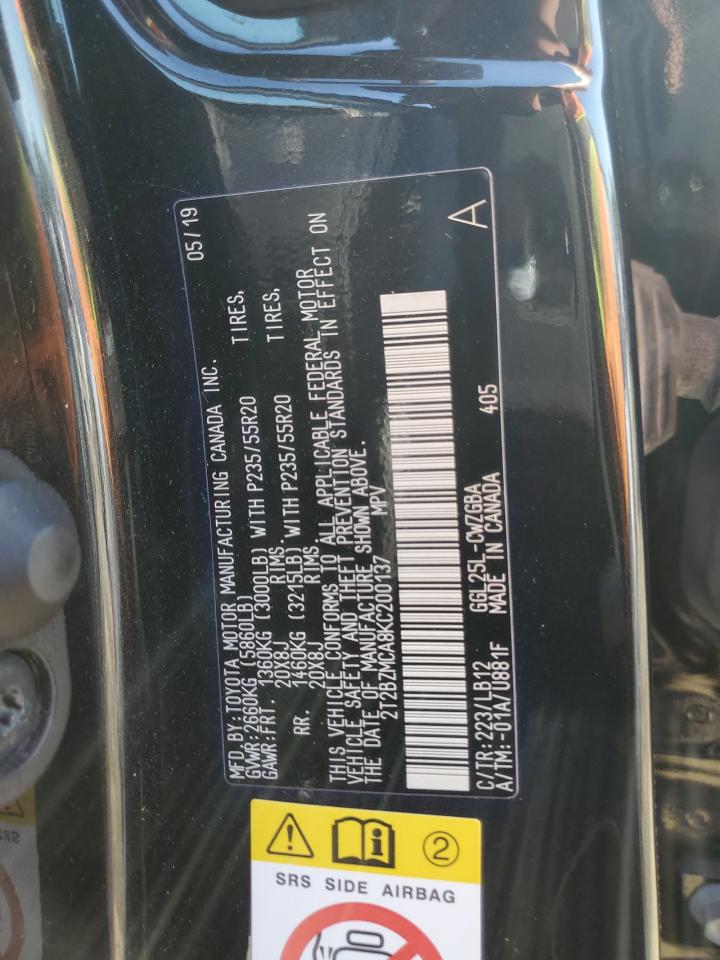 MFD.BY:TOYOTA MOTOR MANUFACTURING CANADA INC. 05/19
GVWR:2660KG (5860LB)
GAWR:FRT. 1360KG (3000LB) WITH P235/55R20 TIRES,
20X8J RIMS
RR. 1460KG (3215LB) WITH P235/55R20 TIRES,
20X8J RIMS
THIS VEHICLE CONFORMS TO ALL APPLICABLE FEDERAL MOTOR
VEHICLE SAFETY AND THEFT PREVENTION STANDARDS IN EFFECT ON
THE DATE OF MANUFACTURE SHOWN ABOVE.
2T2BZMCA8KC200137 MPV
A
C/TR:223/LB12 GGL25L-CWZGBA
A/TM:-01A/U881F MADE IN CANADA 405
2
SRS SIDE AIRBAG